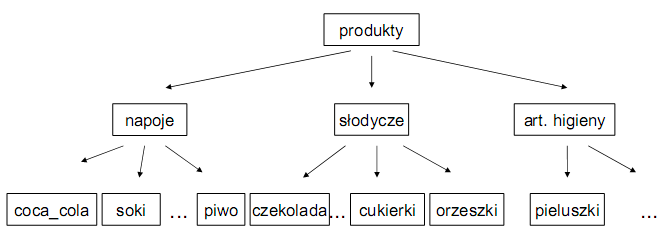 produkty
napoje
słodycze
art. higieny
coca_cola
soki
...
piwo
czekolada
...
cukierki
orzeszki
pieluszki
...